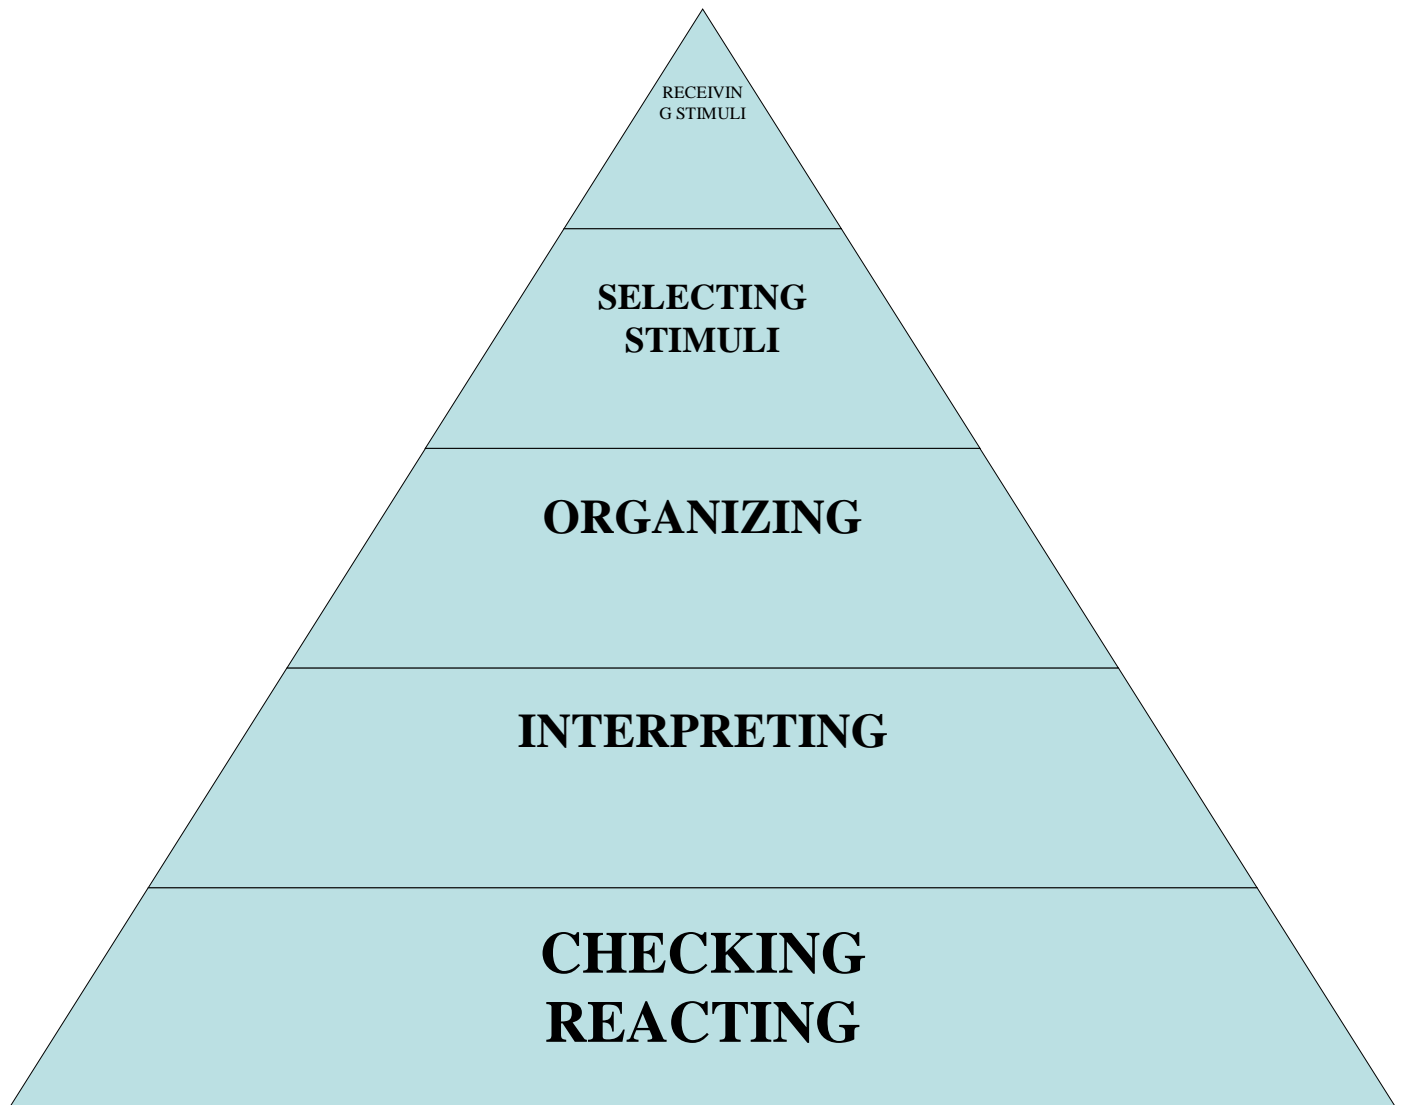 RECEIVIN
G STIMULI
SELECTING
STIMULI
ORGANIZING
INTERPRETING
CHECKING
REACTING